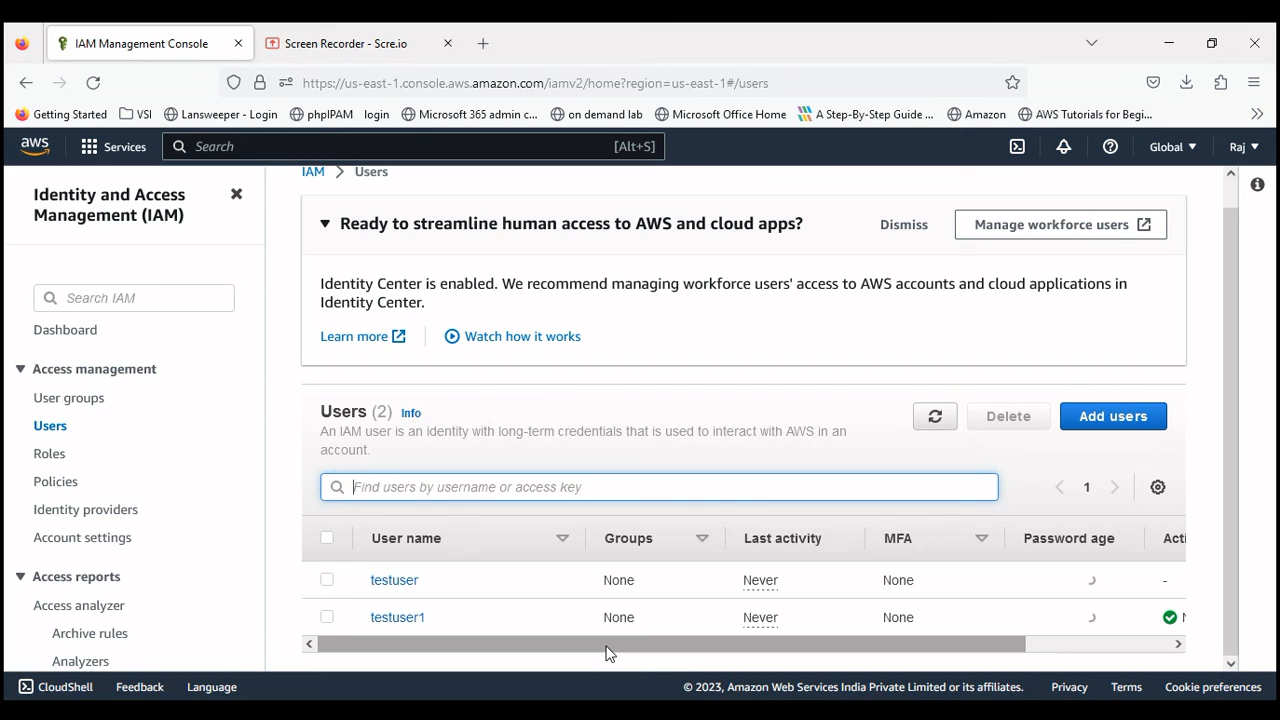 IAM Management Console
Screen Recorder - Scre.io
https://us-east-1.console.aws.amazon.com/iamv2/home?region=us-east-1#/users
Getting Started VSI Lansweeper - Login phpIPAM login Microsoft 365 admin c... on demand lab Microsoft Office Home A Step-By-Step Guide ... Amazon AWS Tutorials for Begi...
aws Services Search [Alt+S] Global Raj
Identity and Access
Management (IAM)
Search IAM
Dashboard
Access management
User groups
Users
Roles
Policies
Identity providers
Account settings
Access reports
Access analyzer
Archive rules
Analyzers
IAM > Users
Ready to streamline human access to AWS and cloud apps? Dismiss Manage workforce users
Identity Center is enabled. We recommend managing workforce users' access to AWS accounts and cloud applications in
Identity Center.
Learn more Watch how it works
Users (2) Info Delete Add users
An IAM user is an identity with long-term credentials that is used to interact with AWS in an
account.
Find users by username or access key 1
User name Groups Last activity MFA Password age Acti
testuser None Never None -
testuser1 None Never None N
CloudShell Feedback Language © 2023, Amazon Web Services India Private Limited or its affiliates. Privacy Terms Cookie preferences